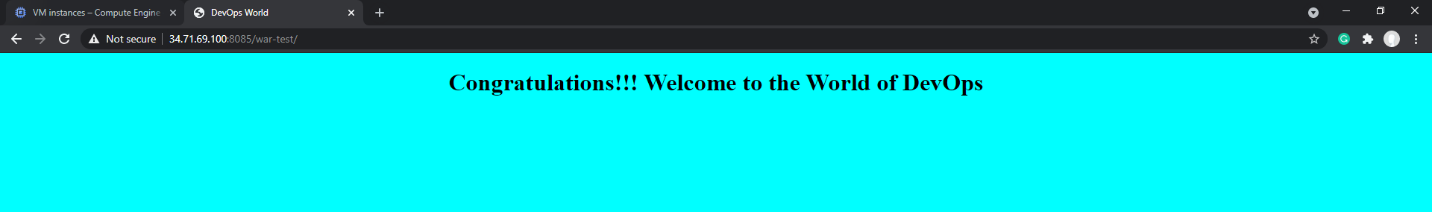 VM instances – Compute Engine
DevOps World
Not secure
34.71.69.100:8085/war-test/
Congratulations!!! Welcome to the World of DevOps